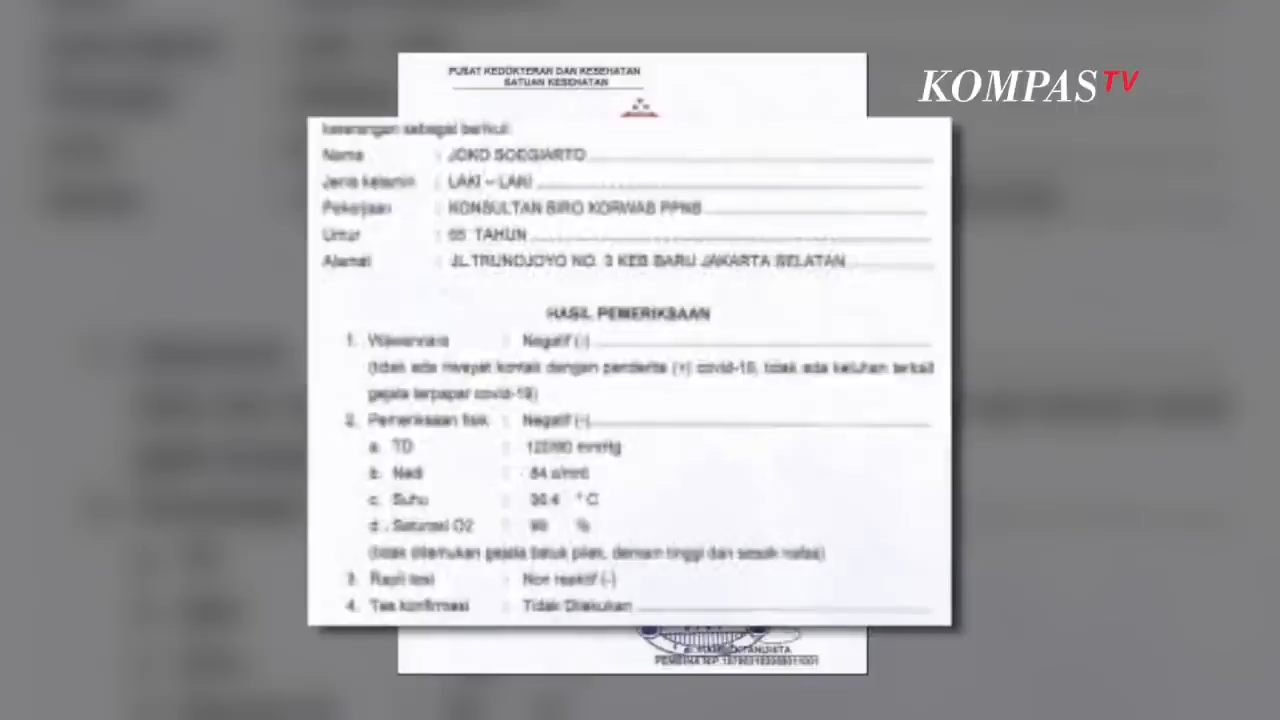 PUSAT KEDOKTERAN DAN KESEHATAN
SATUAN KESEHATAN
KOMPASTV
keterangan sebagai berikut:
Nama : JOKO SOEGIARTO
Jenis kelamin : LAKI – LAKI
Pekerjaan : KONSULTAN BIRO KORWAS PPNS
Umur : TAHUN
Alamat : JL.TRUNOJOYO NO. 3 KEB BARU JAKARTA SELATAN
HASIL PEMERIKSAAN
1. Wawancara : Negatif (-)
(tidak ada riwayat kontak dengan penderita (+) covid-19, tidak ada keluhan terkait
gejala terpapar covid-19)
2. Pemeriksaan fisik : Negatif (-)
a. TD : mmHg
b. Nadi : 84 x/mnt
c. Suhu : °C
d. Saturasi O2 : %
(tidak ditemukan gejala batuk pilek, demam tinggi dan sesak nafas)
3. Rapit test : Non reaktif (-)
4. Tes konfirmasi : Tidak Dilakukan
PEMBINA NIP